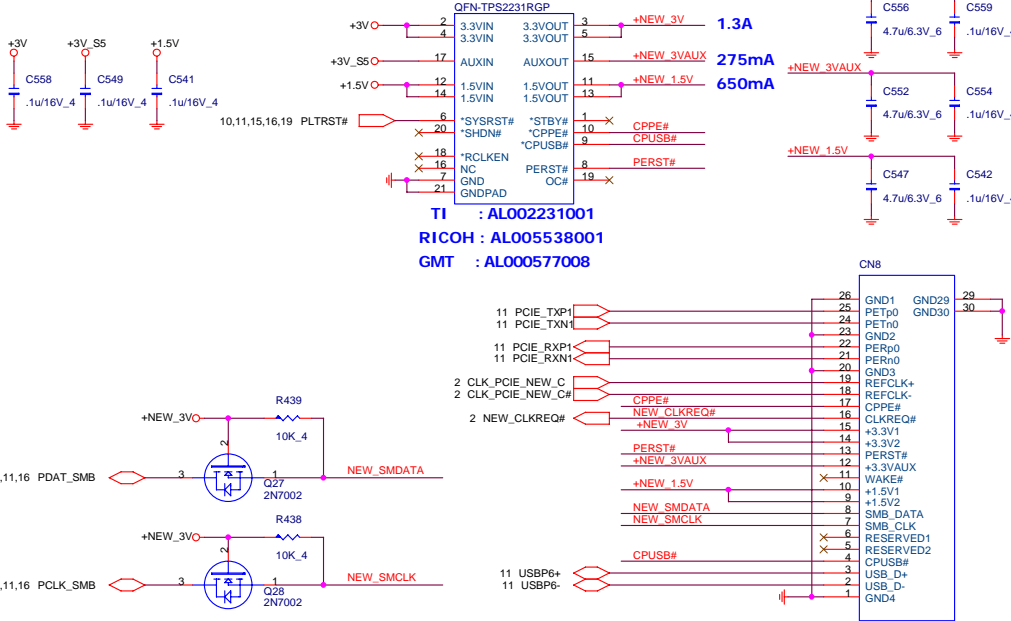 QFN-TPS2231RGP
+3V
2 3.3VIN 3.3VOUT 3 +NEW_3V 1.3A
4 3.3VIN 3.3VOUT 5
+3V_S5 17 AUXIN AUXOUT 15 +NEW_3VAUX 275mA
+1.5V 12 1.5VIN 1.5VOUT 11 +NEW_1.5V 650mA
14 1.5VIN 1.5VOUT 13
10,11,15,16,19 PLTRST# 6 *SYSRST# *STBY# 1
20 *SHDN# *CPPE# 10 CPPE#
*CPUSB# 9 CPUSB#
18 *RCLKEN
16 NC PERST# 8 PERST#
7 GND OC# 19
21 GNDPAD
TI : AL002231001
RICOH : AL005538001
GMT : AL000577008
+3V +3V_S5 +1.5V
C558 C549 C541
.1u/16V_4 .1u/16V_4 .1u/16V_4
C556 C559
4.7u/6.3V_6 .1u/16V_4
+NEW_3VAUX
C552 C554
4.7u/6.3V_6 .1u/16V_4
+NEW_1.5V
C547 C542
4.7u/6.3V_6 .1u/16V_4
CN8
26 GND1 GND29 29
11 PCIE_TXP1 25 PETp0 GND30 30
11 PCIE_TXN1 24 PETn0
23 GND2
11 PCIE_RXP1 22 PERp0
11 PCIE_RXN1 21 PERn0
20 GND3
2 CLK_PCIE_NEW_C 19 REFCLK+
2 CLK_PCIE_NEW_C# 18 REFCLK-
CPPE# 17 CPPE#
2 NEW_CLKREQ# NEW_CLKREQ# 16 CLKREQ#
+NEW_3V 15 +3.3V1
14 +3.3V2
PERST# 13 PERST#
+NEW_3VAUX 12 +3.3VAUX
11 WAKE#
+NEW_1.5V 10 +1.5V1
9 +1.5V2
NEW_SMDATA 8 SMB_DATA
NEW_SMCLK 7 SMB_CLK
6 RESERVED1
5 RESERVED2
CPUSB# 4 CPUSB#
11 USBP6+ 3 USB_D+
11 USBP6- 2 USB_D-
1 GND4
R439
+NEW_3V
10K_4
2
,11,16 PDAT_SMB 3 1 NEW_SMDATA
Q27
2N7002
R438
+NEW_3V
10K_4
2
,11,16 PCLK_SMB 3 1 NEW_SMCLK
Q28
2N7002